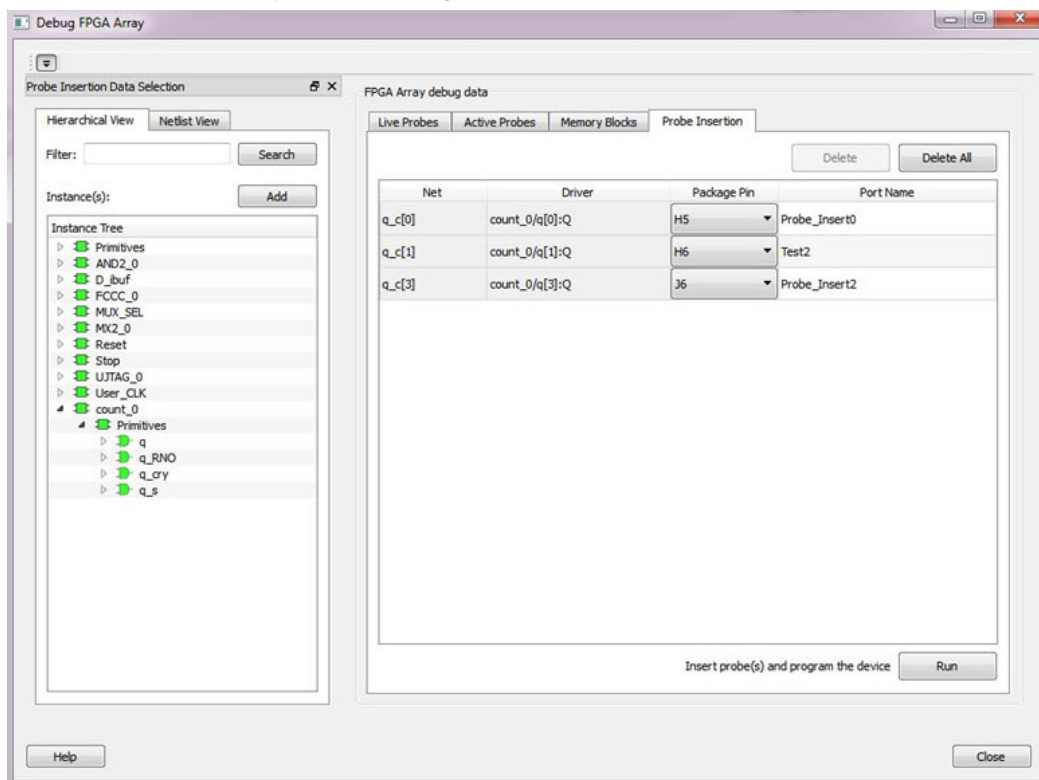 Debug FPGA Array
Probe Insertion Data Selection
Hierarchical View Netlist View
Filter: Search
Instance(s): Add
Instance Tree
Primitives
AND2_0
D_ibuf
FCCC_0
MUX_SEL
MX2_0
Reset
Stop
UJTAG_0
User_CLK
count_0
Primitives
q
q_RNO
q_cry
q_s
FPGA Array debug data
Live Probes Active Probes Memory Blocks Probe Insertion
Delete Delete All
Net Driver Package Pin Port Name
q_c[0] count_0/q[0]:Q H5 Probe_Insert0
q_c[1] count_0/q[1]:Q H6 Test2
q_c[3] count_0/q[3]:Q J6 Probe_Insert2
Insert probe(s) and program the device Run
Help Close